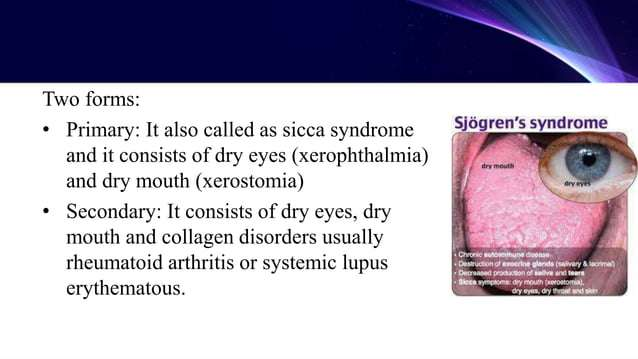 Two forms:
• Primary: It also called as sicca syndrome
and it consists of dry eyes (xerophthalmia)
and dry mouth (xerostomia)
• Secondary: It consists of dry eyes, dry
mouth and collagen disorders usually
rheumatoid arthritis or systemic lupus
erythematous.
Sjögren's syndrome
dry mouth
dry eyes
• Chronic autoimmune disease
• Destruction of exocrine glands (salivary & lacrimal)
• Decreased production of saliva and tears
• Sicca symptoms: dry mouth (xerostomia),
dry eyes, dry throat and skin